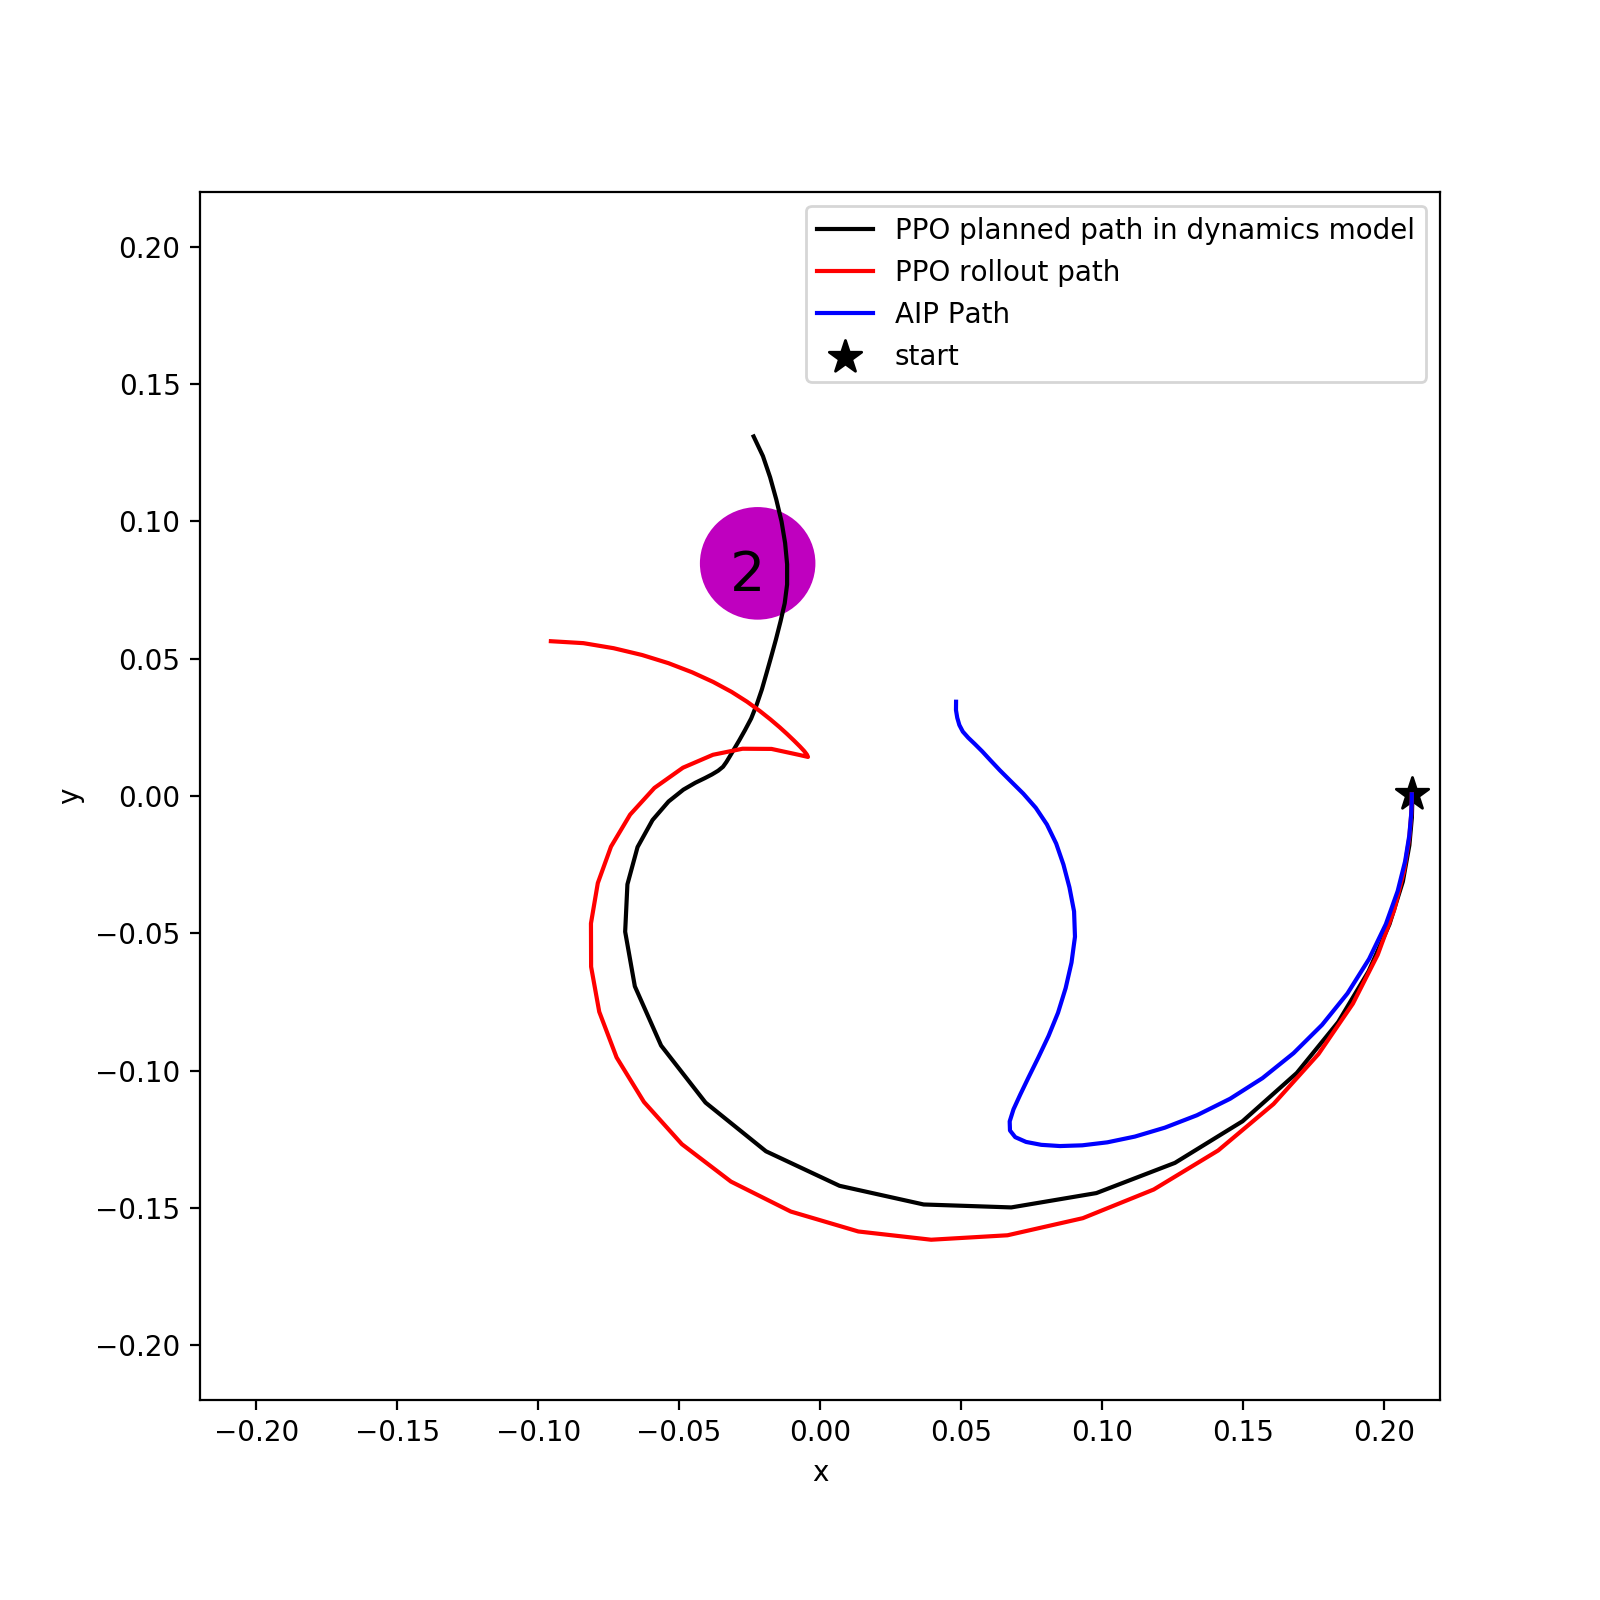 PPO planned path in dynamics model
PPO rollout path
AIP Path
start
0.20
0.15
0.10
0.05
0.00
−0.05
−0.10
−0.15
−0.20
y
2
−0.20 −0.15 −0.10 −0.05 0.00 0.05 0.10 0.15 0.20
x